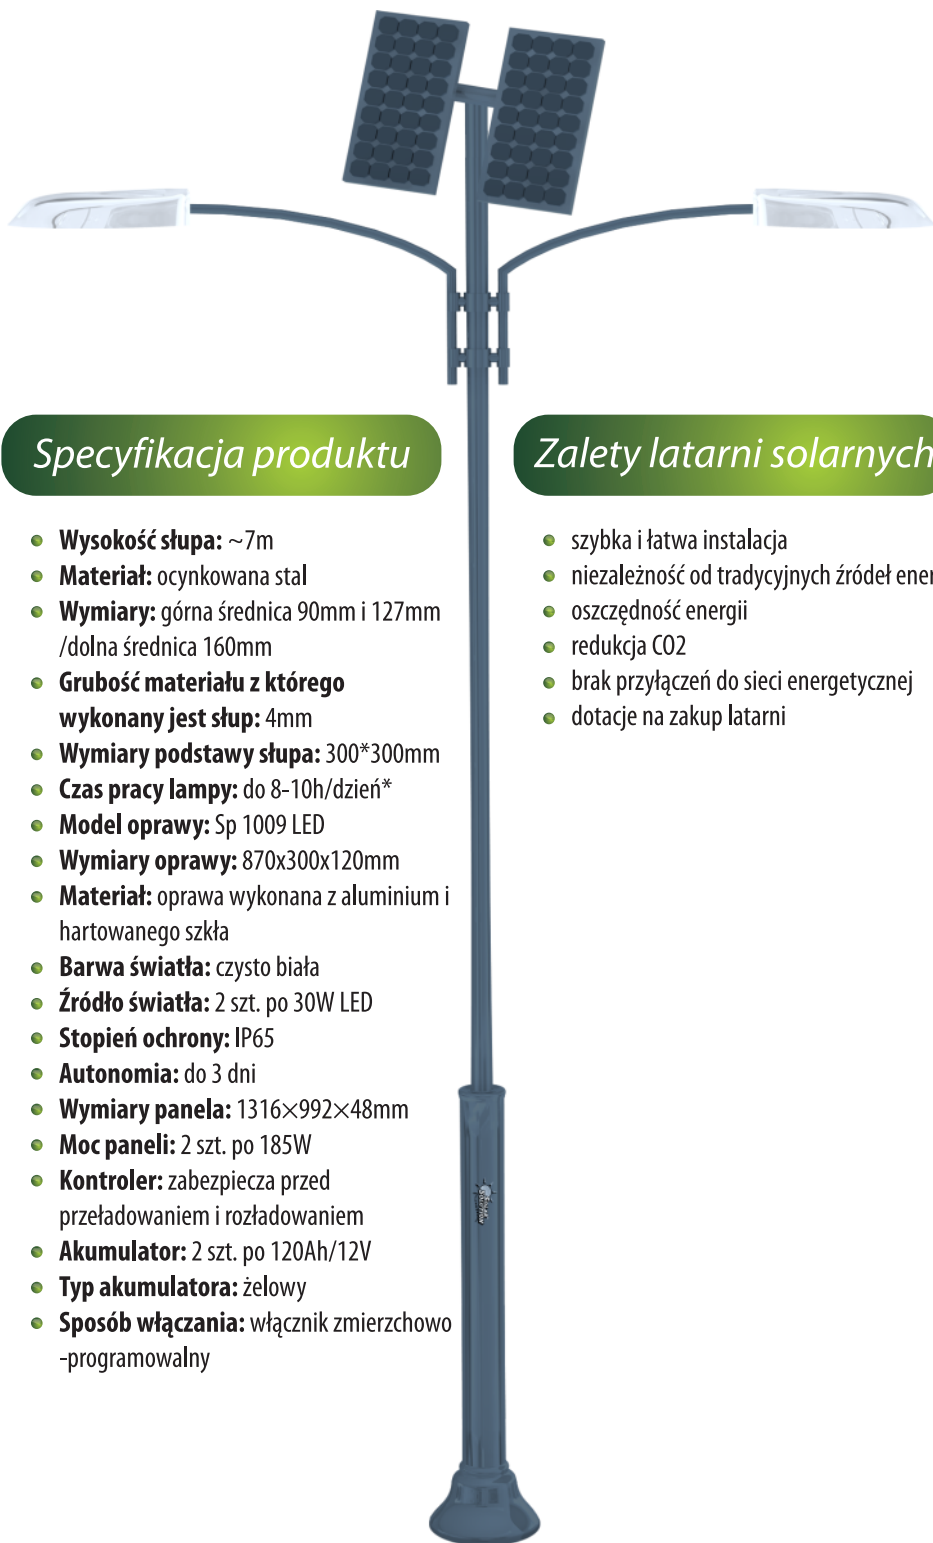 Specyfikacja produktu
Wysokość słupa: ~7m
Materiał: ocynkowana stal
Wymiary: górna średnica 90mm i 127mm
/dolna średnica 160mm
Grubość materiału z którego
wykonany jest słup: 4mm
Wymiary podstawy słupa: 300*300mm
Czas pracy lampy: do 8-10h/dzień*
Model oprawy: Sp 1009 LED
Wymiary oprawy: 870x300x120mm
Materiał: oprawa wykonana z aluminium i
hartowanego szkła
Barwa światła: czysto biała
Źródło światła: 2 szt. po 30W LED
Stopień ochrony: IP65
Autonomia: do 3 dni
Wymiary panela: 1316×992×48mm
Moc paneli: 2 szt. po 185W
Kontroler: zabezpiecza przed
przeładowaniem i rozładowaniem
Akumulator: 2 szt. po 120Ah/12V
Typ akumulatora: żelowy
Sposób włączania: włącznik zmierzchowo
-programowalny
Zalety latarni solarnych
szybka i łatwa instalacja
niezależność od tradycyjnych źródeł ener
oszczędność energii
redukcja CO2
brak przyłączeń do sieci energetycznej
dotacje na zakup latarni